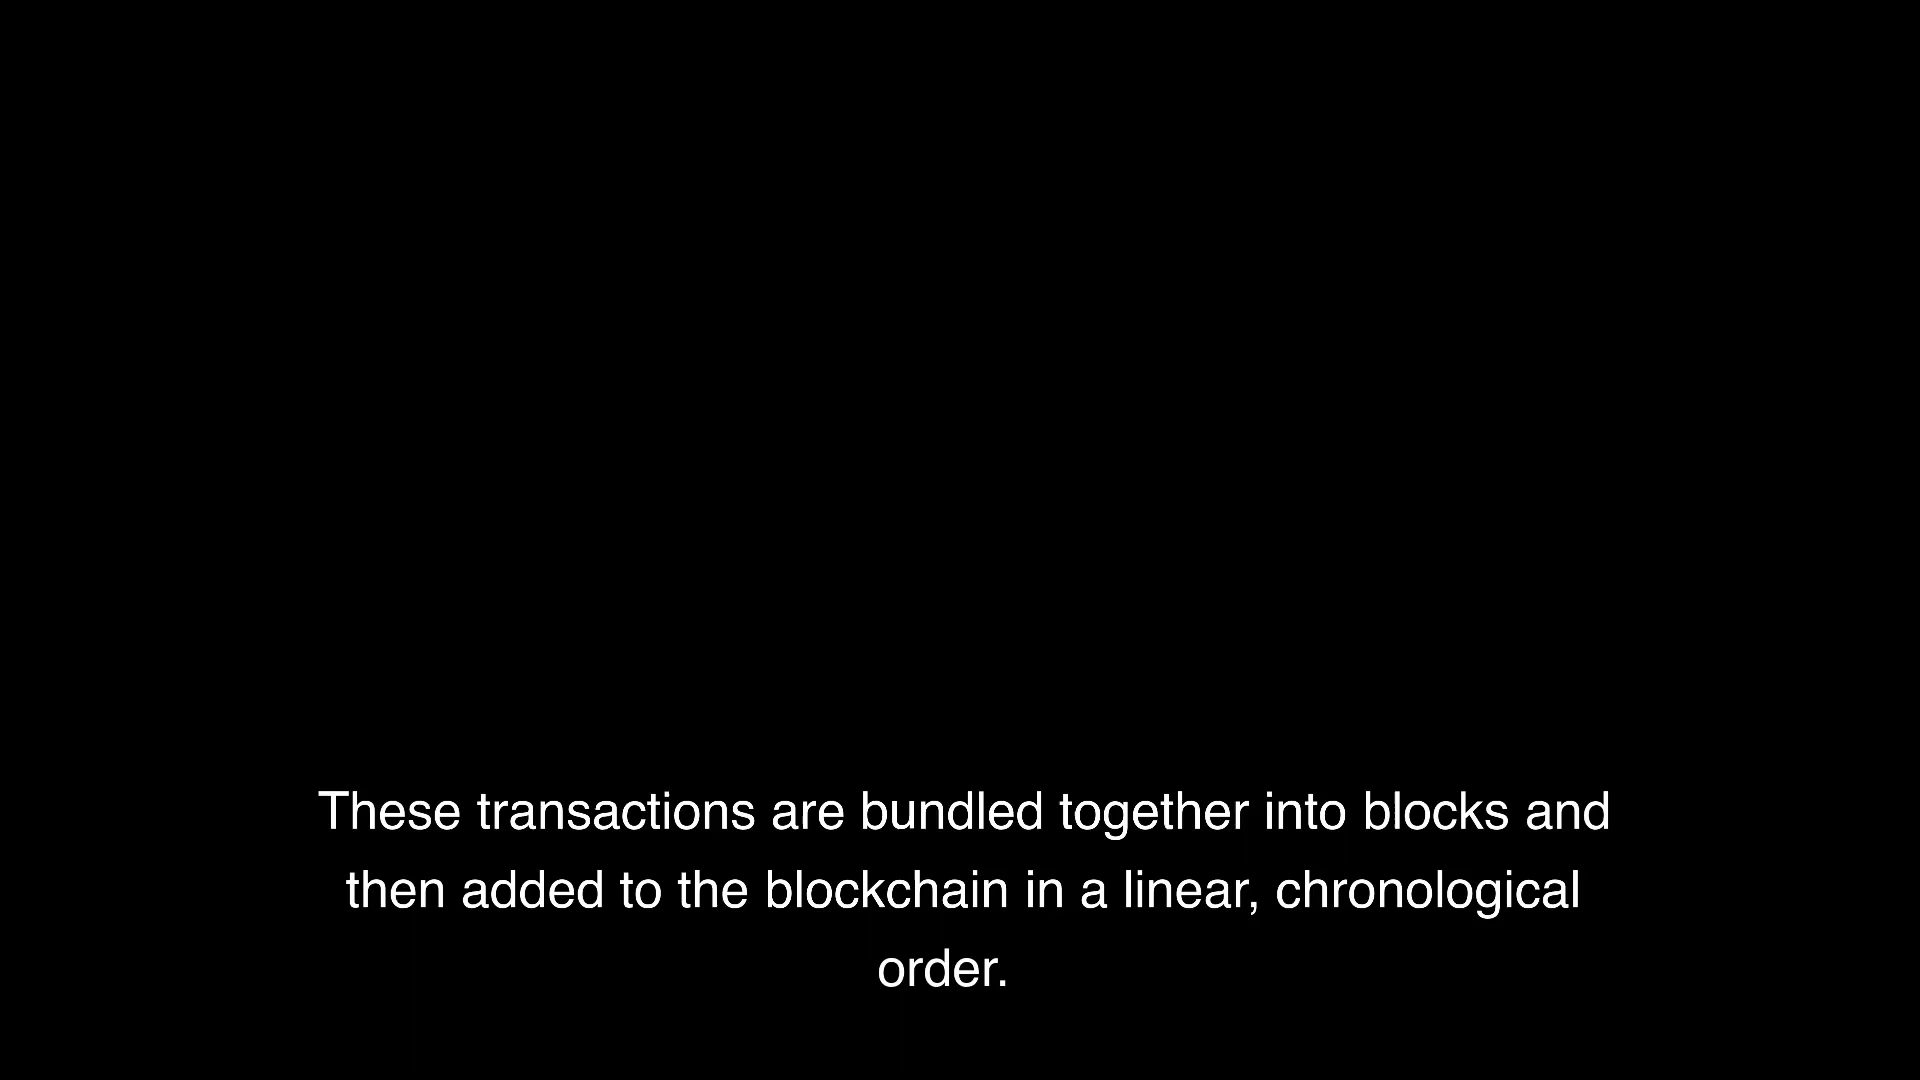 These transactions are bundled together into blocks and
then added to the blockchain in a linear, chronological
order.